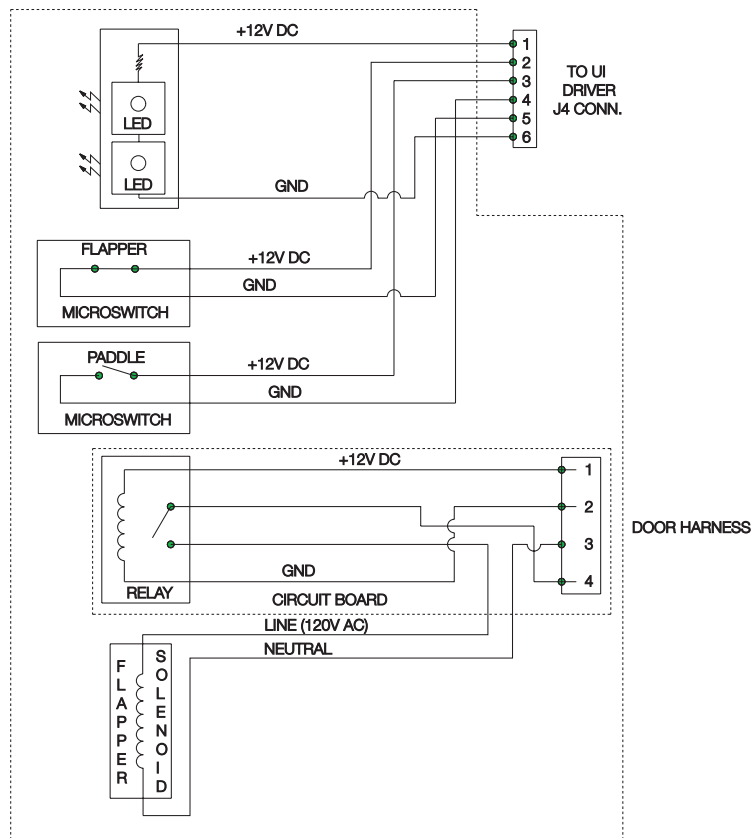 +12V DC
1
2
3
4
5
6
TO UI
DRIVER
J4 CONN.
LED
LED
GND
FLAPPER
+12V DC
GND
MICROSWITCH
PADDLE
+12V DC
GND
MICROSWITCH
+12V DC
1
2
3
4
DOOR HARNESS
GND
RELAY
CIRCUIT BOARD
LINE (120V AC)
NEUTRAL
FLAPPER
SOLENOID